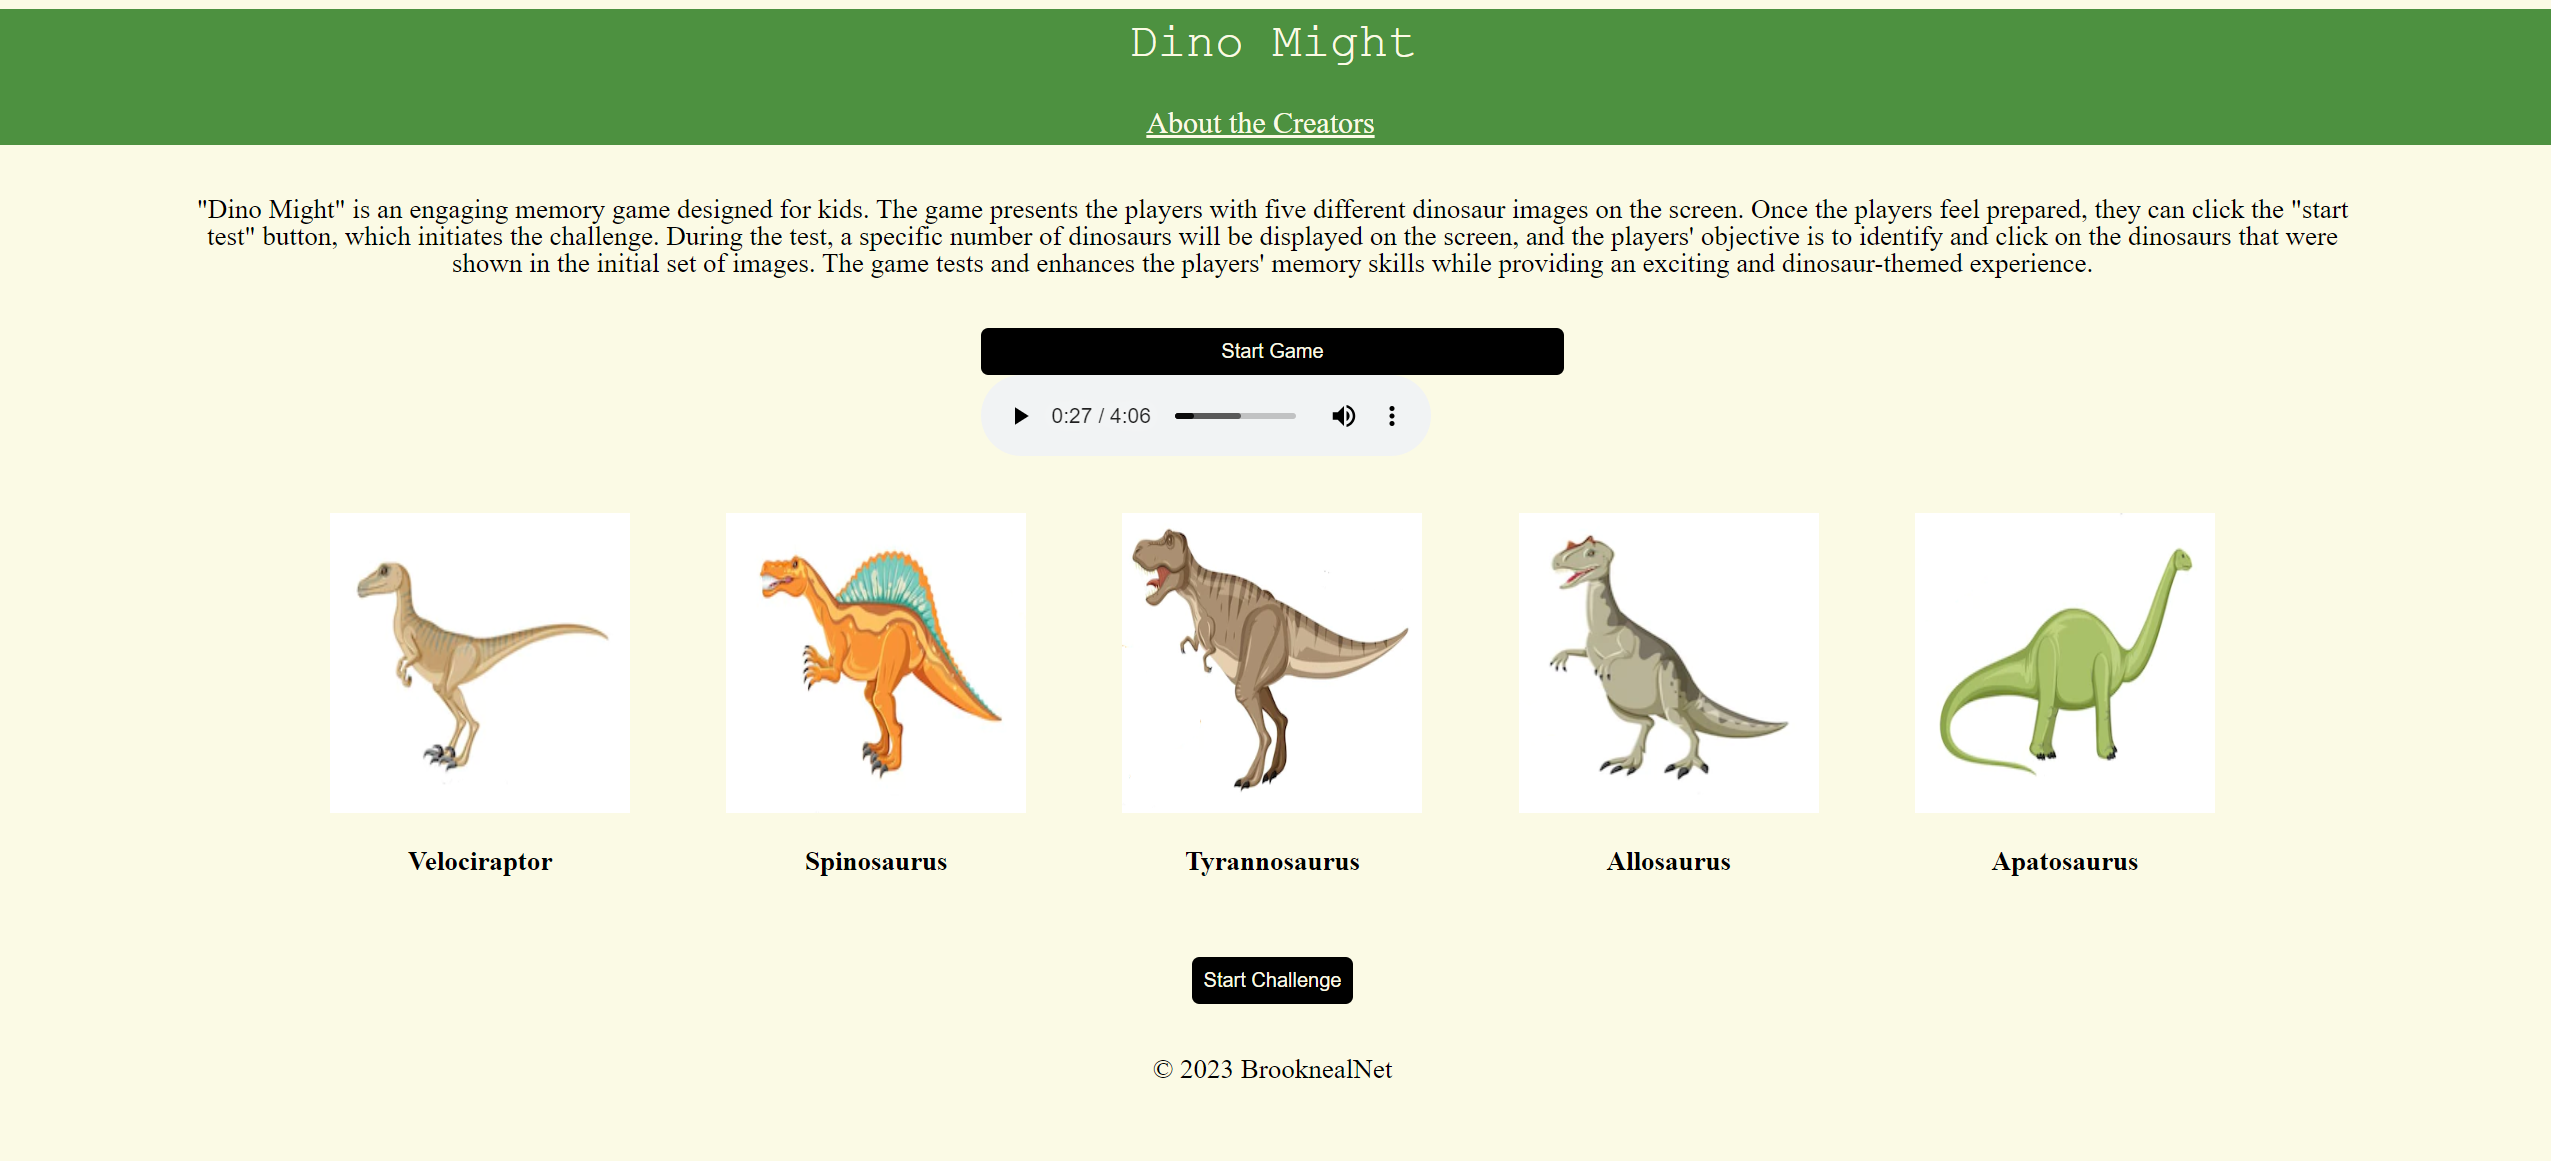 Dino Might
About the Creators
"Dino Might" is an engaging memory game designed for kids. The game presents the players with five different dinosaur images on the screen. Once the players feel prepared, they can click the "start
test" button, which initiates the challenge. During the test, a specific number of dinosaurs will be displayed on the screen, and the players' objective is to identify and click on the dinosaurs that were
shown in the initial set of images. The game tests and enhances the players' memory skills while providing an exciting and dinosaur-themed experience.
Start Game
0:27 / 4:06
Velociraptor
Spinosaurus
Tyrannosaurus
Allosaurus
Apatosaurus
Start Challenge
© 2023 BrooknealNet